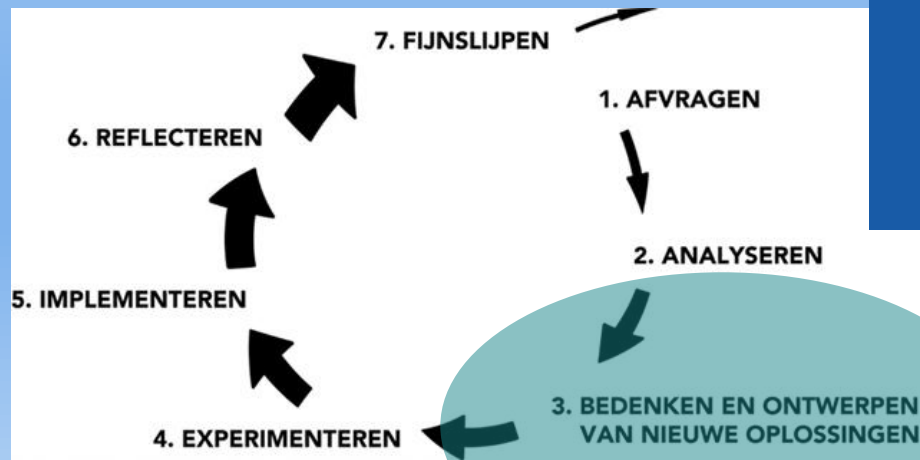 7. FIJNSLIJPEN
1. AFVRAGEN
6. REFLECTEREN
2. ANALYSEREN
5. IMPLEMENTEREN
3. BEDENKEN EN ONTWERPEN
VAN NIEUWE OPLOSSINGEN
4. EXPERIMENTEREN